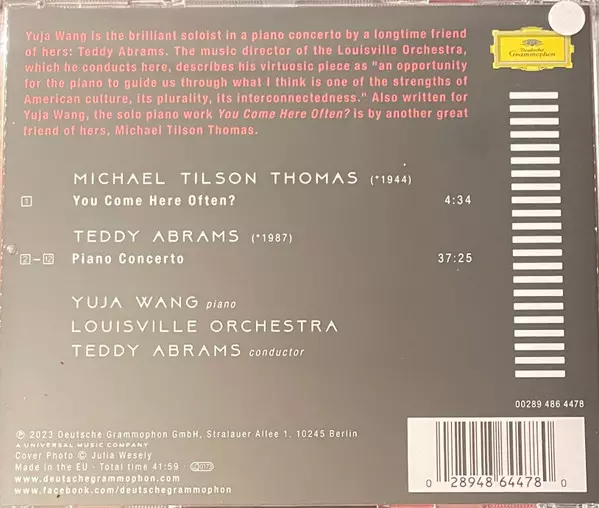 Yuja Wang is the brilliant soloist in a piano concerto by a longtime friend
of hers: Teddy Abrams. The music director of the Louisville Orchestra,
which he conducts here, describes his virtuosic piece as "an opportunity
for the piano to guide us through what I think is one of the strengths of
American culture, its plurality, its interconnectedness." Also written for
Yuja Wang, the solo piano work You Come Here Often? is by another great
friend of hers, Michael Tilson Thomas.
Deutsche
Grammophon
MICHAEL TILSON THOMAS (*1944)
1 You Come Here Often? 4:34
TEDDY ABRAMS (*1987)
2–12 Piano Concerto 37:25
YUJA WANG piano
LOUISVILLE ORCHESTRA
TEDDY ABRAMS conductor
00289 486 4478
℗ 2023 Deutsche Grammophon GmbH, Stralauer Allee 1, 10245 Berlin
A UNIVERSAL MUSIC COMPANY
Cover Photo © Julia Wesely
Made in the EU · Total time 41:59
www.deutschegrammophon.com
www.facebook.com/deutschegrammophon
0 28948 64478 0